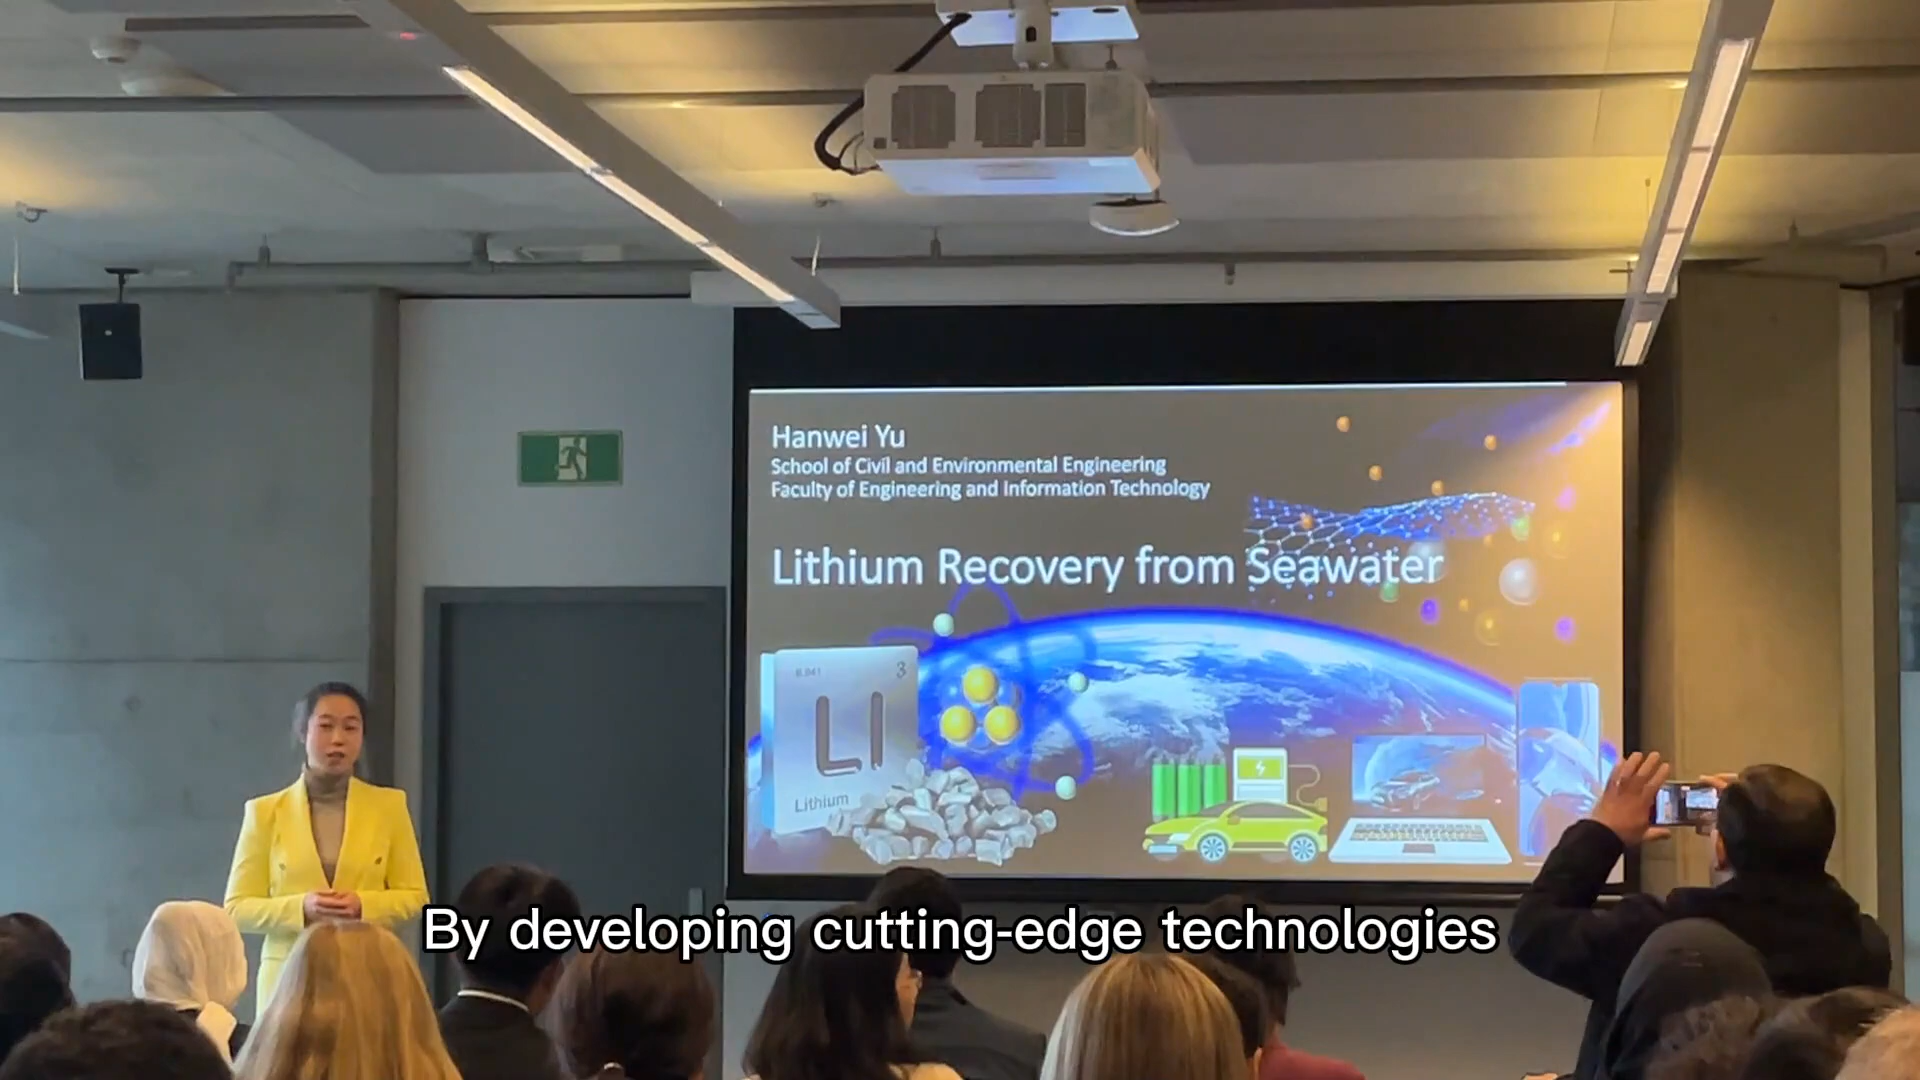 Hanwei Yu
School of Civil and Environmental Engineering
Faculty of Engineering and Information Technology
Lithium Recovery from Seawater
3
Li
Lithium
By developing cutting-edge technologies